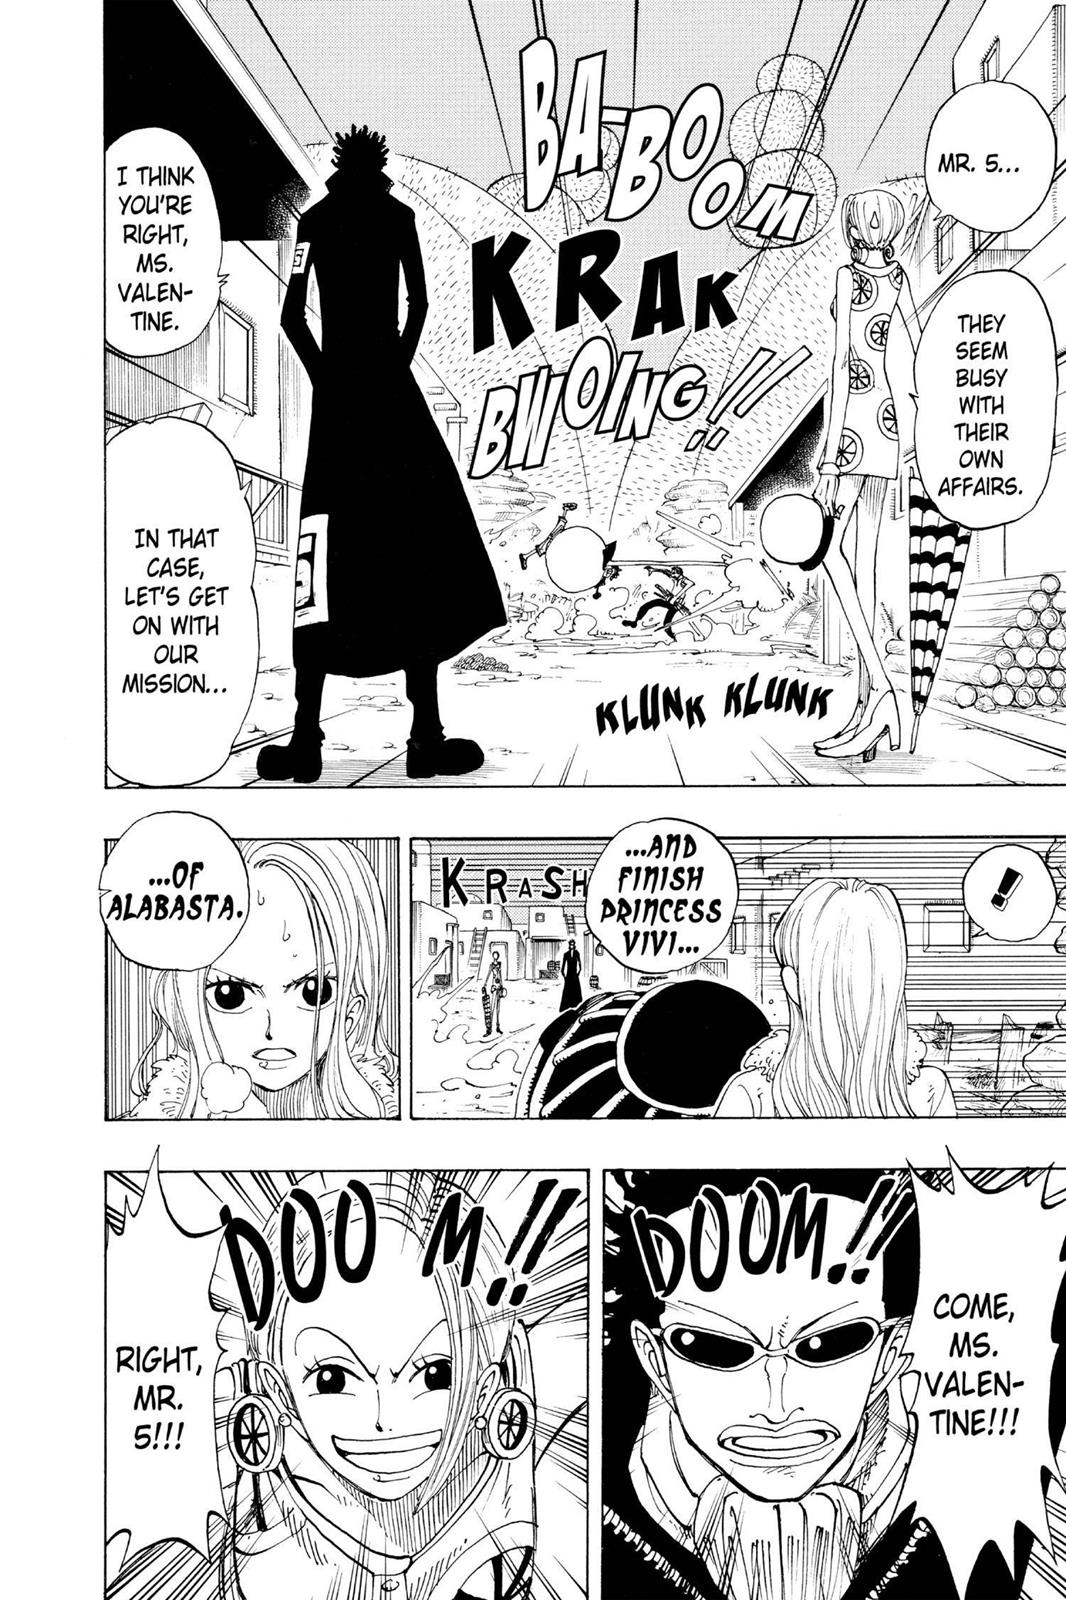 MR. 5...
THEY
SEEM
BUSY
WITH
THEIR
OWN
AFFAIRS.
BA-BOOM
KRAK
BWOING!!
KLUNK KLUNK
I THINK
YOU'RE
RIGHT,
MS.
VALEN-
TINE.
IN THAT
CASE,
LET'S GET
ON WITH
OUR
MISSION...
!
...AND
FINISH
PRINCESS
VIVI...
KRASH
...OF
ALABASTA.
COME,
MS.
VALEN-
TINE!!!
DOOM!!
DOOM!!
RIGHT,
MR.
5!!!